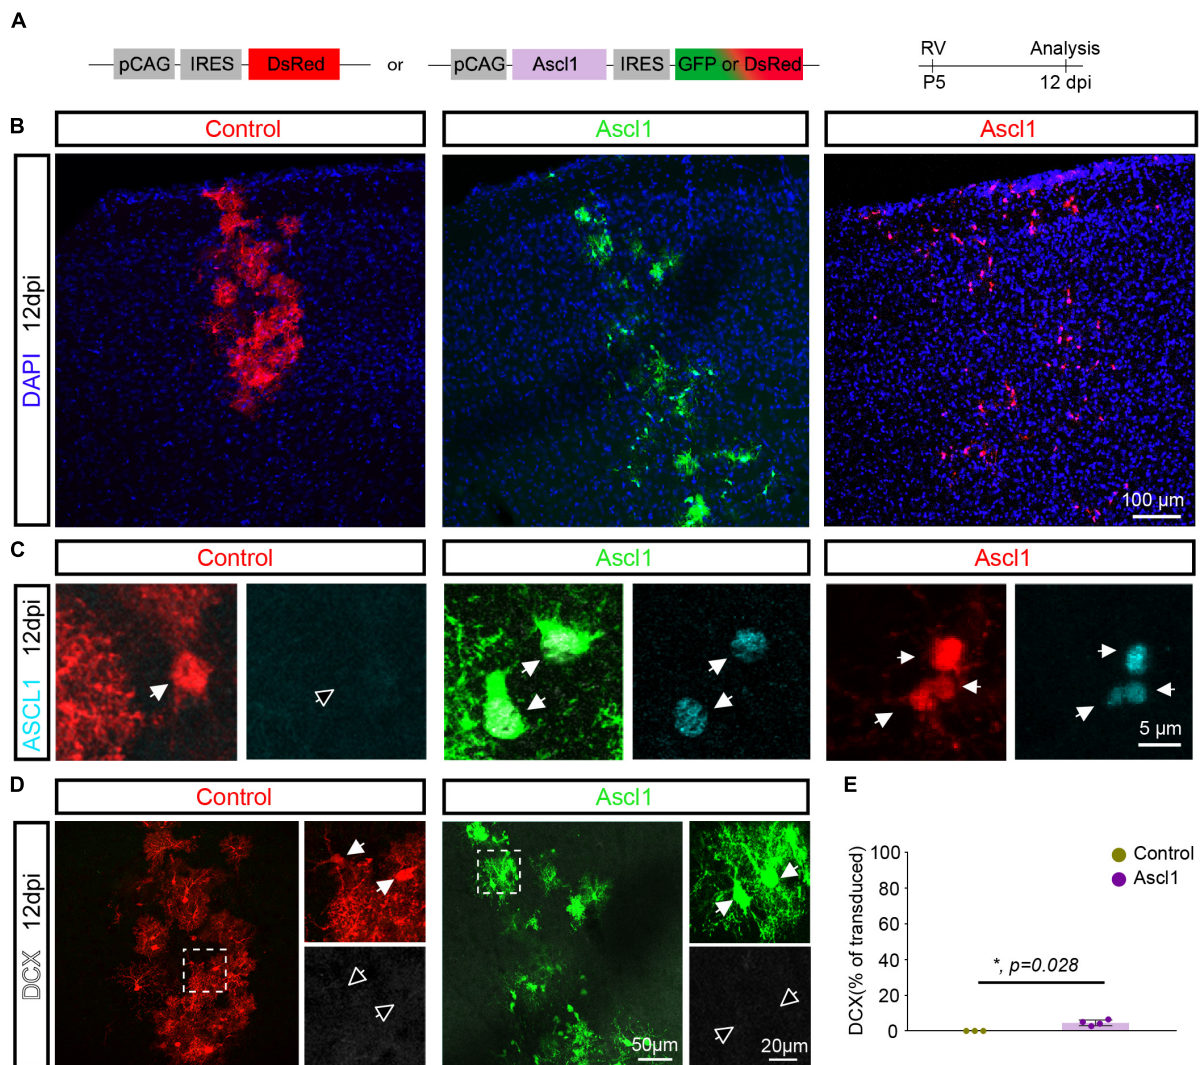 A
pCAG IRES DsRed or pCAG Ascl1 IRES GFP or DsRed
RV Analysis
P5 12 dpi
B
Control Ascl1 Ascl1
DAPI 12dpi
100 µm
C
Control Ascl1 Ascl1
ASCL1 12dpi
5 µm
D
Control Ascl1
DCX 12dpi
50µm
20µm
E
Control
Ascl1
DCX(% of transduced)
100
80
60
40
20
0
*, p=0.028